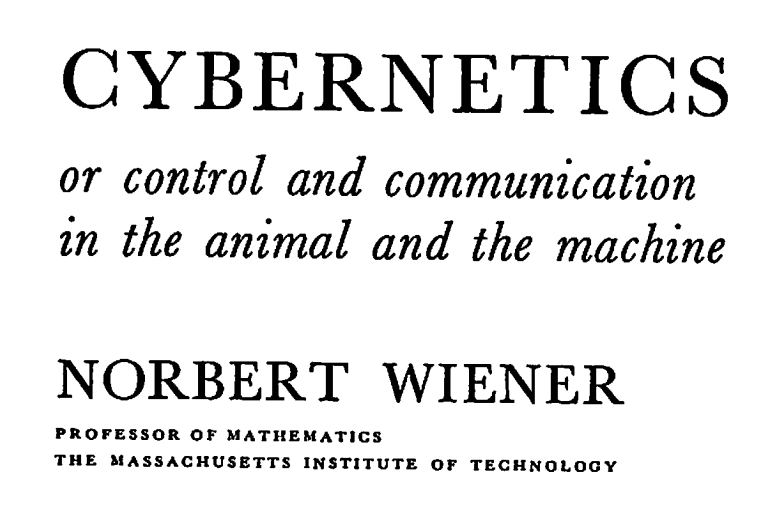 CYBERNETICS
or control and communication
in the animal and the machine
NORBERT WIENER
PROFESSOR OF MATHEMATICS
THE MASSACHUSETTS INSTITUTE OF TECHNOLOGY